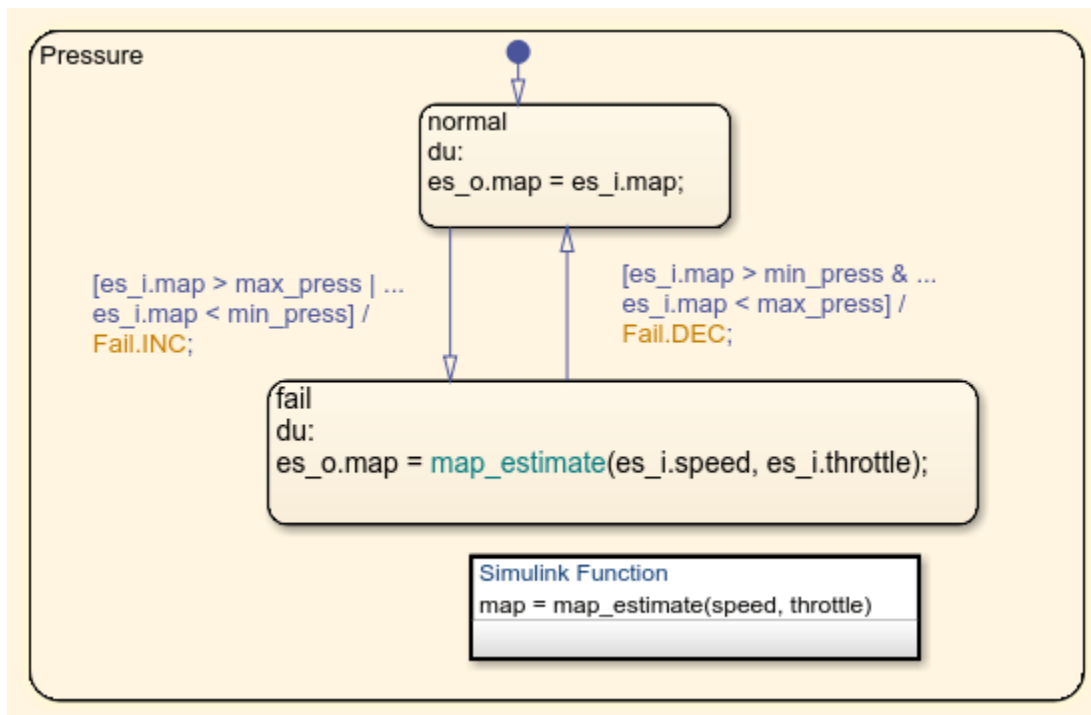 Pressure
normal
du:
es_o.map = es_i.map;
[es_i.map > max_press | ...
es_i.map < min_press] /
Fail.INC;
[es_i.map > min_press & ...
es_i.map < max_press] /
Fail.DEC;
fail
du:
es_o.map = map_estimate(es_i.speed, es_i.throttle);
Simulink Function
map = map_estimate(speed, throttle)